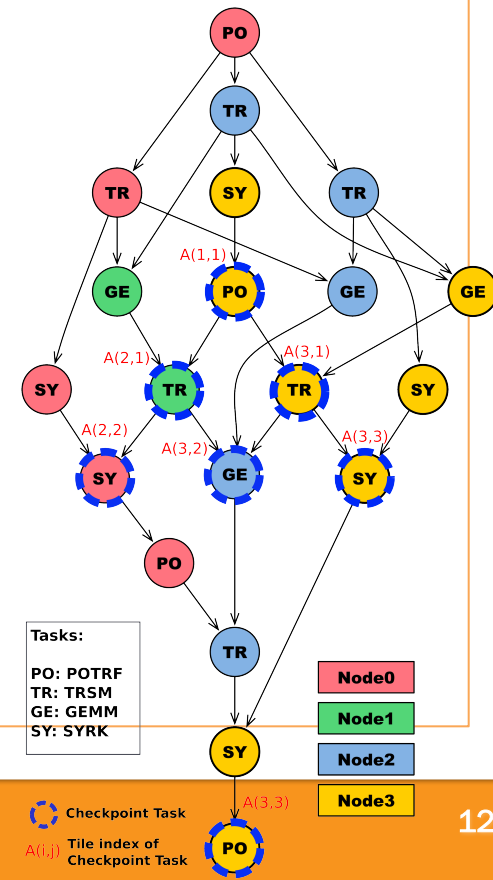 PO
TR
TR
SY
TR
A(1,1)
GE
PO
GE
GE
A(2,1)
A(3,1)
SY
TR
TR
SY
A(2,2)
A(3,2)
A(3,3)
SY
GE
SY
PO
TR
Tasks:
PO: POTRF
TR: TRSM
GE: GEMM
SY: SYRK
Node0
Node1
Node2
Node3
SY
A(3,3)
PO
Checkpoint Task
A(i,j) Tile index of
Checkpoint Task
12